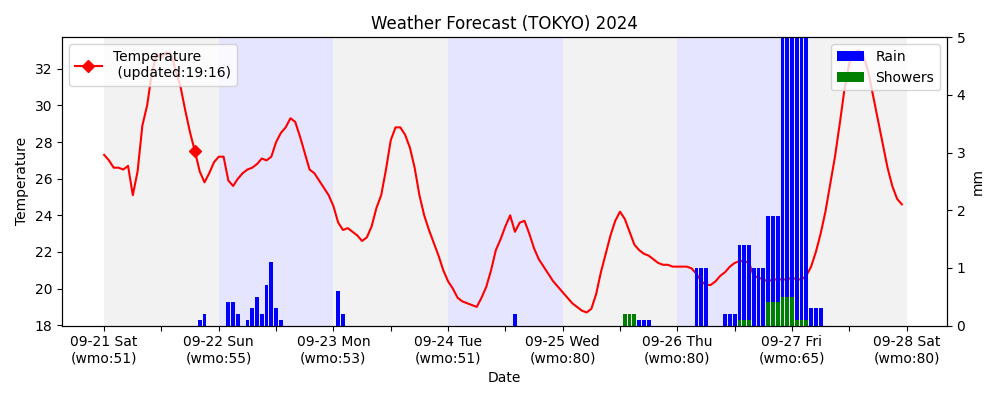 Weather Forecast (TOKYO) 2024
Temperature
(updated:19:16)
Rain
Showers
Temperature
32
30
28
26
24
22
20
18
5
4
3
2
1
0
mm
09-21 Sat
(wmo:51)
09-22 Sun
(wmo:55)
09-23 Mon
(wmo:53)
09-24 Tue
(wmo:51)
09-25 Wed
(wmo:80)
09-26 Thu
(wmo:80)
09-27 Fri
(wmo:65)
09-28 Sat
(wmo:80)
Date